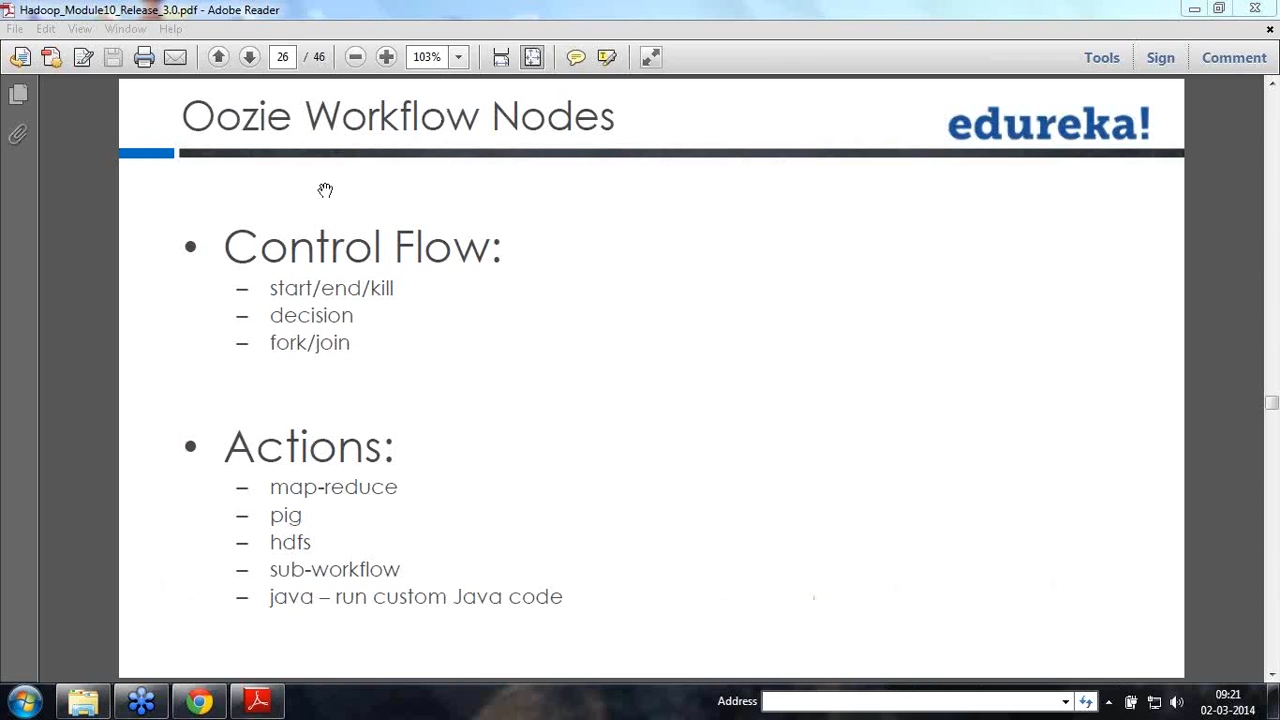 Hadoop_Module10_Release_3.0.pdf - Adobe Reader
File Edit View Window Help
26 / 46 103% Tools Sign Comment
Oozie Workflow Nodes
edureka!
• Control Flow:
– start/end/kill
– decision
– fork/join
• Actions:
– map-reduce
– pig
– hdfs
– sub-workflow
– java – run custom Java code
Address
09:21
02-03-2014